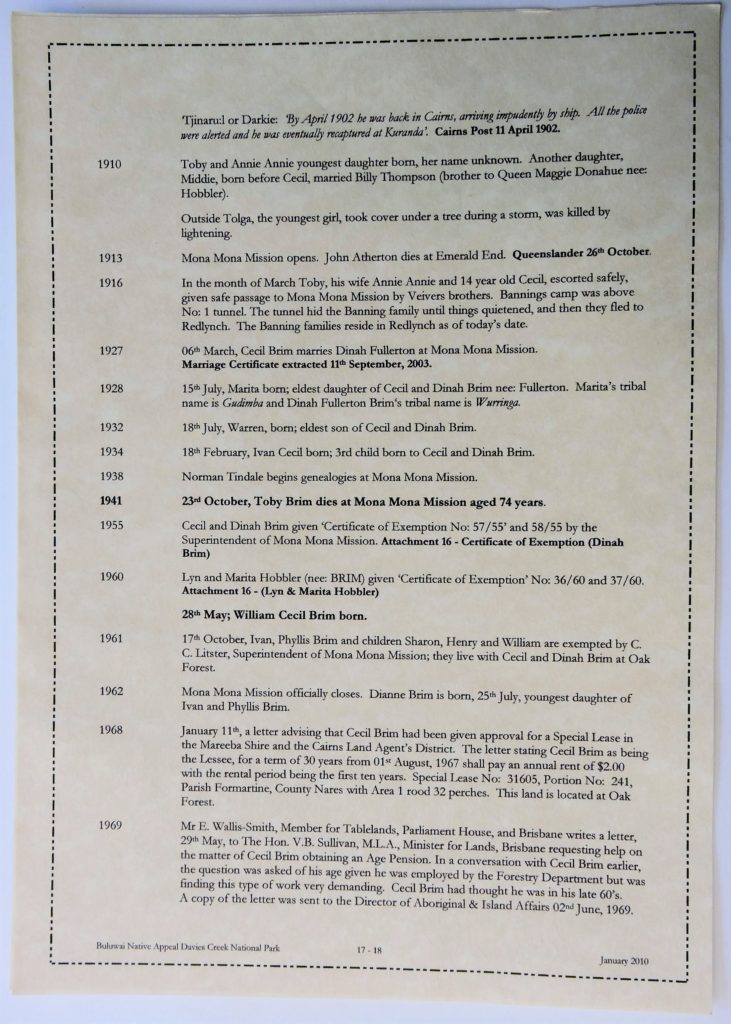 Tjinaru:l or Darkie: 'By April 1902 he was back in Cairns, arriving impudently by ship. All the police
were alerted and he was eventually recaptured at Kuranda'. Cairns Post 11 April 1902.
1910 Toby and Annie Annie youngest daughter born, her name unknown. Another daughter,
Middie, born before Cecil, married Billy Thompson (brother to Queen Maggie Donahue nee:
Hobbler).
Outside Tolga, the youngest girl, took cover under a tree during a storm, was killed by
lightening.
1913 Mona Mona Mission opens. John Atherton dies at Emerald End. Queenslander 26th October.
1916 In the month of March Toby, his wife Annie Annie and 14 year old Cecil, escorted safely,
given safe passage to Mona Mona Mission by Veivers brothers. Bannings camp was above
No: 1 tunnel. The tunnel hid the Banning family until things quietened, and then they fled to
Redlynch. The Banning families reside in Redlynch as of today's date.
1927 06th March, Cecil Brim marries Dinah Fullerton at Mona Mona Mission.
Marriage Certificate extracted 11th September, 2003.
1928 15th July, Marita born; eldest daughter of Cecil and Dinah Brim nee: Fullerton. Marita's tribal
name is Gudimba and Dinah Fullerton Brim's tribal name is Wurringa.
1932 18th July, Warren, born; eldest son of Cecil and Dinah Brim.
1934 18th February, Ivan Cecil born; 3rd child born to Cecil and Dinah Brim.
1938 Norman Tindale begins genealogies at Mona Mona Mission.
1941 23rd October, Toby Brim dies at Mona Mona Mission aged 74 years.
1955 Cecil and Dinah Brim given 'Certificate of Exemption No: 57/55' and 58/55 by the
Superintendent of Mona Mona Mission. Attachment 16 - Certificate of Exemption (Dinah
Brim)
1960 Lyn and Marita Hobbler (nee: BRIM) given 'Certificate of Exemption' No: 36/60 and 37/60.
Attachment 16 - (Lyn & Marita Hobbler)
28th May; William Cecil Brim born.
1961 17th October, Ivan, Phyllis Brim and children Sharon, Henry and William are exempted by C.
C. Litster, Superintendent of Mona Mona Mission; they live with Cecil and Dinah Brim at Oak
Forest.
1962 Mona Mona Mission officially closes. Dianne Brim is born, 25th July, youngest daughter of
Ivan and Phyllis Brim.
1968 January 11th, a letter advising that Cecil Brim had been given approval for a Special Lease in
the Mareeba Shire and the Cairns Land Agent's District. The letter stating Cecil Brim as being
the Lessee, for a term of 30 years from 01st August, 1967 shall pay an annual rent of $2.00
with the rental period being the first ten years. Special Lease No: 31605, Portion No: 241,
Parish Formartine, County Nares with Area 1 rood 32 perches. This land is located at Oak
Forest.
1969 Mr E. Wallis-Smith, Member for Tablelands, Parliament House, and Brisbane writes a letter,
29th May, to The Hon. V.B. Sullivan, M.L.A., Minister for Lands, Brisbane requesting help on
the matter of Cecil Brim obtaining an Age Pension. In a conversation with Cecil Brim earlier,
the question was asked of his age given he was employed by the Forestry Department but was
finding this type of work very demanding. Cecil Brim had thought he was in his late 60's.
A copy of the letter was sent to the Director of Aboriginal & Island Affairs 02nd June, 1969.
Buluwai Native Appeal Davies Creek National Park
17 - 18
January 2010